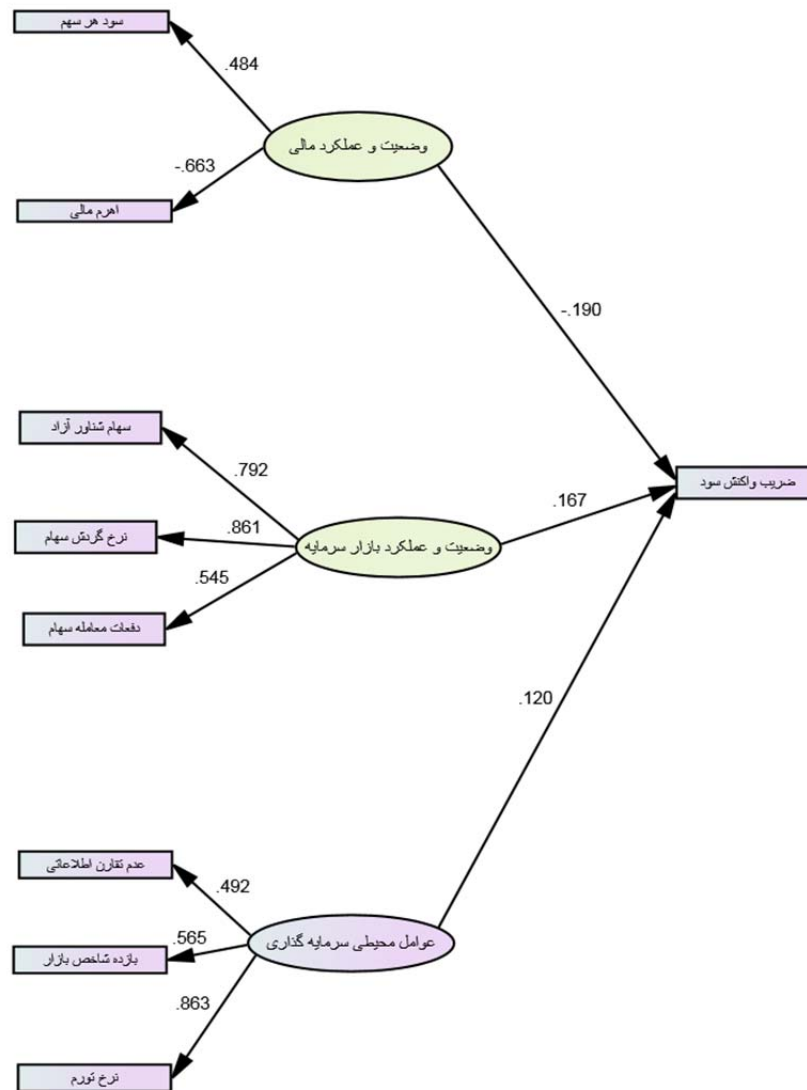 سود هر سهم
.484
وضعیت و عملکرد مالی
-.663
اهرم مالی
-.190
سهام شناور آزاد
.792
ضریب واکنش سود
.167
.861
نرخ گردش سهام
وضعیت و عملکرد بازار سرمایه
.545
دفعات معامله سهام
.120
عدم تقارن اطلاعاتی
.492
عوامل محیطی سرمایه گذاری
.565
بازده شاخص بازار
.863
نرخ تورم